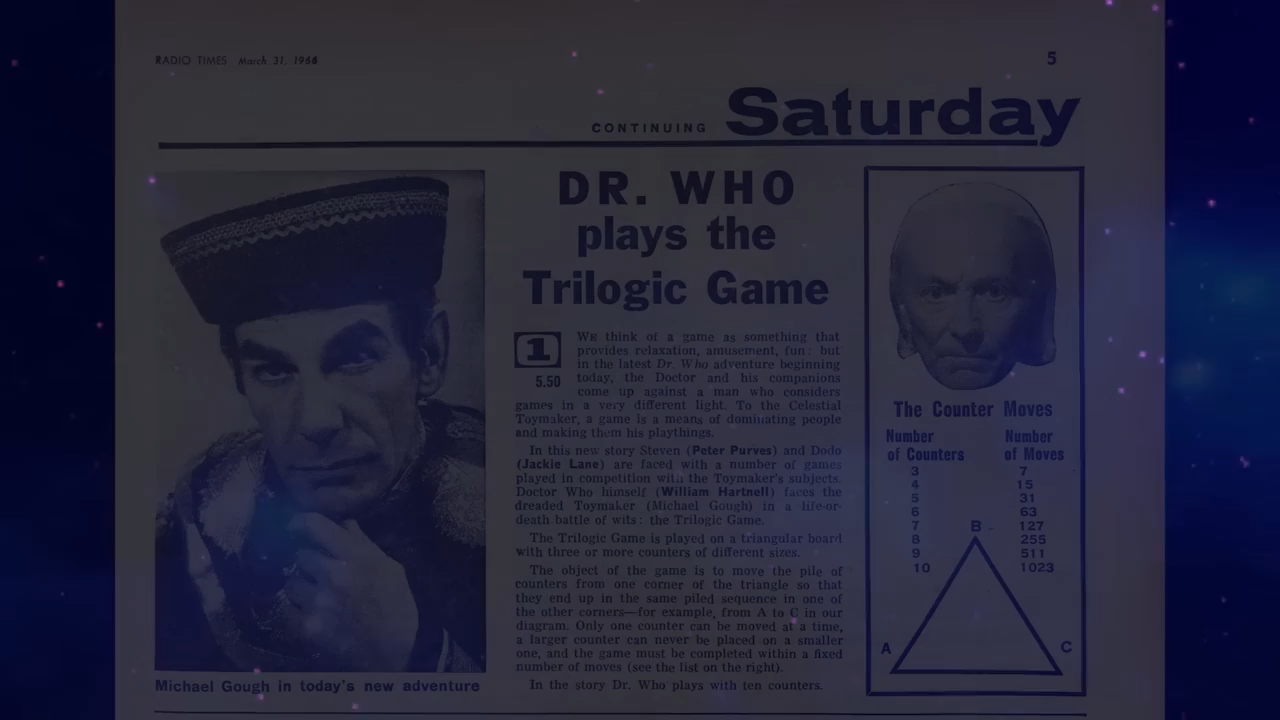 RADIO TIMES March 31, 1966
5
CONTINUING Saturday
DR. WHO
plays the
Trilogic Game
1
5.50
WE think of a game as something that
provides relaxation, amusement, fun: but
in the latest Dr. Who adventure beginning
today, the Doctor and his companions
come up against a man who considers
games in a very different light. To the Celestial
Toymaker, a game is a means of dominating people
and making them his playthings.
In this new story Steven (Peter Purves) and Dodo
(Jackie Lane) are faced with a number of games
played in competition with the Toymaker's subjects.
Doctor Who himself (William Hartnell) faces the
dreaded Toymaker (Michael Gough) in a life-or-
death battle of wits: the Trilogic Game.
The Trilogic Game is played on a triangular board
with three or more counters of different sizes.
The object of the game is to move the pile of
counters from one corner of the triangle so that
they end up in the same piled sequence in one of
the other corners—for example, from A to C in our
diagram. Only one counter can be moved at a time,
a larger counter can never be placed on a smaller
one, and the game must be completed within a fixed
number of moves (see the list on the right).
In the story Dr. Who plays with ten counters.
Michael Gough in today's new adventure
The Counter Moves
Number of Counters
Number of Moves
3 7
4 15
5 31
6 63
7 127
8 255
9 511
10 1023
B
A
C